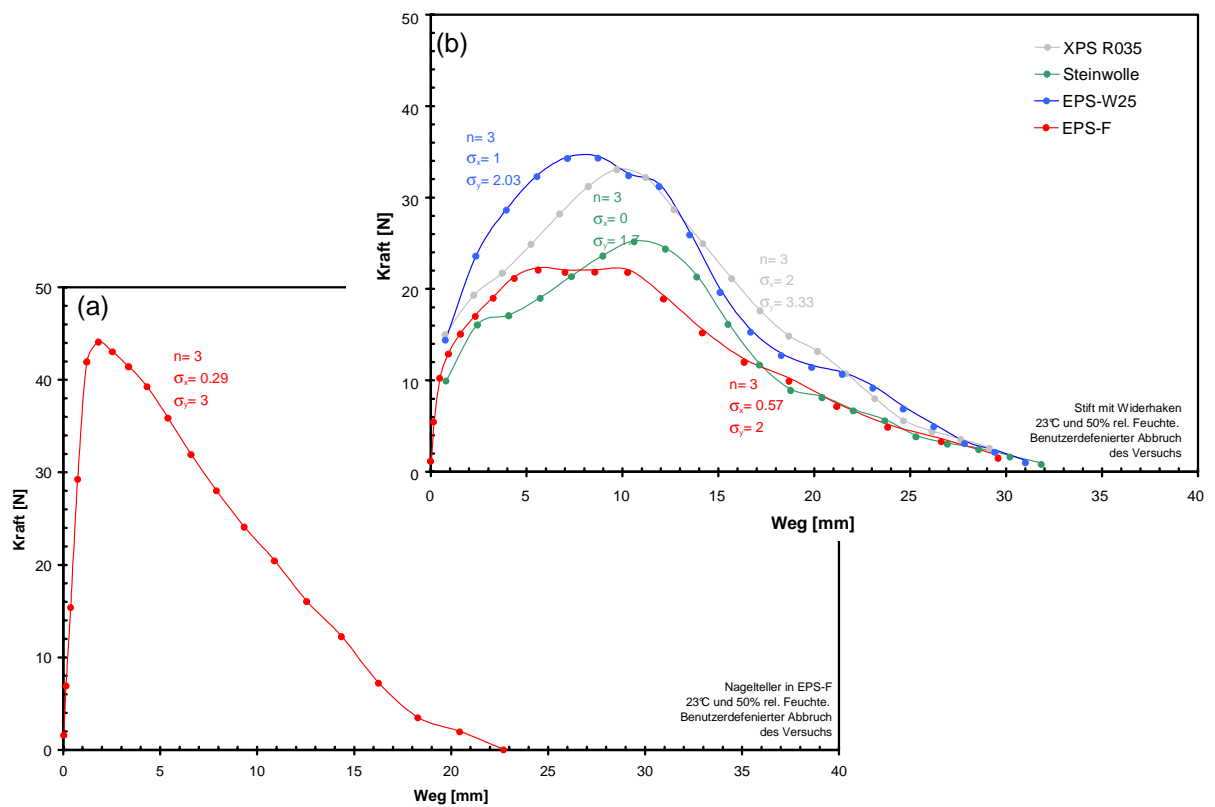 (b)
50
40
30
20
10
0
Kraft [N]
XPS R035
Steinwolle
EPS-W25
EPS-F
n= 3
σx= 1
σy= 2.03
n= 3
σx= 0
σy= 1.7
n= 3
σx= 2
σy= 3.33
n= 3
σx= 0.57
σy= 2
Stift mit Widerhaken
23℃ und 50% rel. Feuchte.
Benutzerdefenierter Abbruch
des Versuchs
0 5 10 15 20 25 30 35 40
Weg [mm]
(a)
50
40
30
20
10
0
Kraft [N]
n= 3
σx= 0.29
σy= 3
Nagelteller in EPS-F
23℃ und 50% rel. Feuchte.
Benutzerdefenierter Abbruch
des Versuchs
0 5 10 15 20 25 30 35 40
Weg [mm]